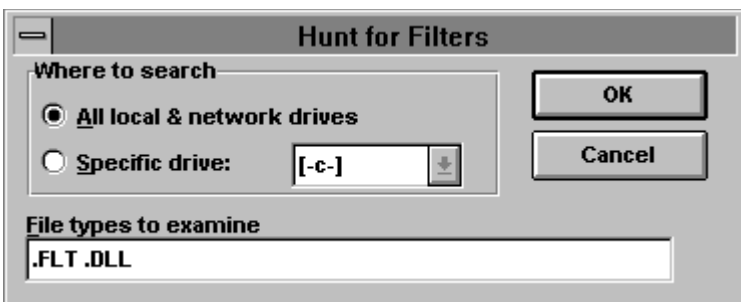 Hunt for Filters
Where to search
All local & network drives
Specific drive: [-c-]
OK
Cancel
File types to examine
.FLT .DLL